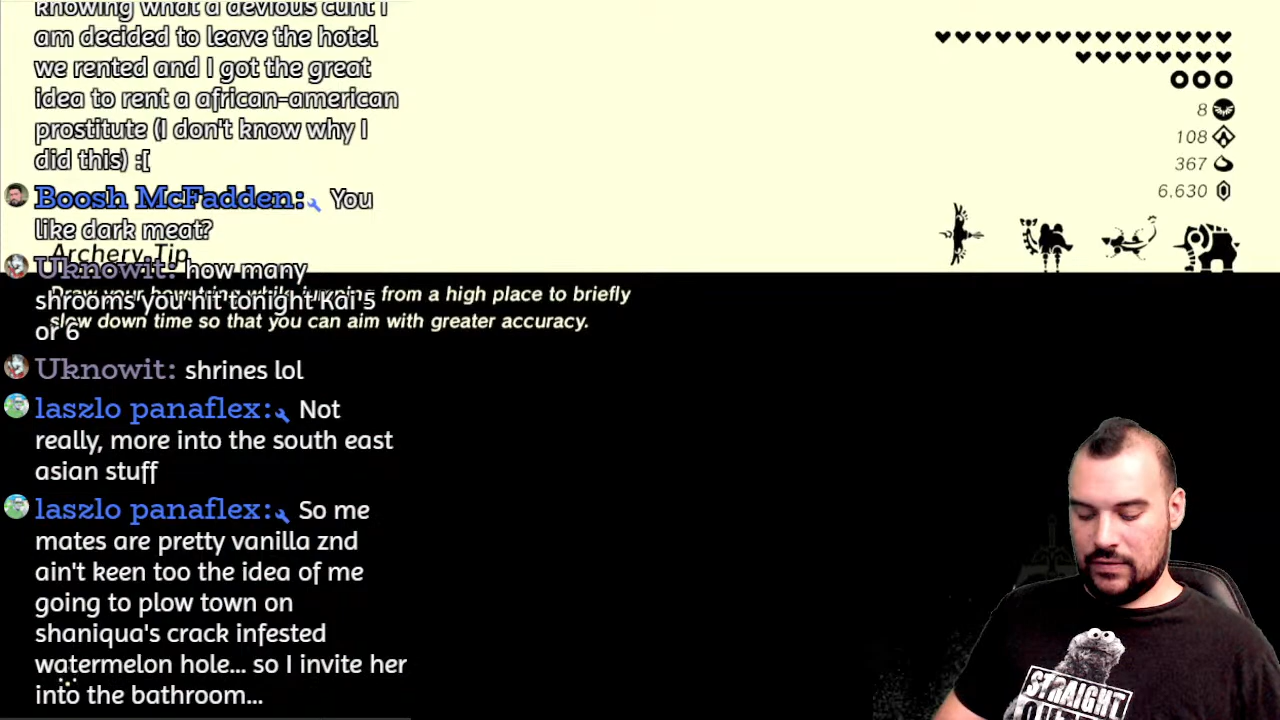 knowing what a devious cunt I
am decided to leave the hotel
we rented and I got the great
idea to rent a african-american
prostitute (I don't know why I
did this) :[
Boosh McFadden: You
like dark meat?
Uknowit: how many
shrooms you hit tonight Kai 5
or 6
Uknowit: shrines lol
laszlo panaflex: Not
really, more into the south east
asian stuff
laszlo panaflex: So me
mates are pretty vanilla znd
ain't keen too the idea of me
going to plow town on
shaniqua's crack infested
watermelon hole... so I invite her
into the bathroom...
Archery Tip
Draw your bow from a high place to briefly
slow down time so that you can aim with greater accuracy.
8
108
367
6,630
STRAIGHT